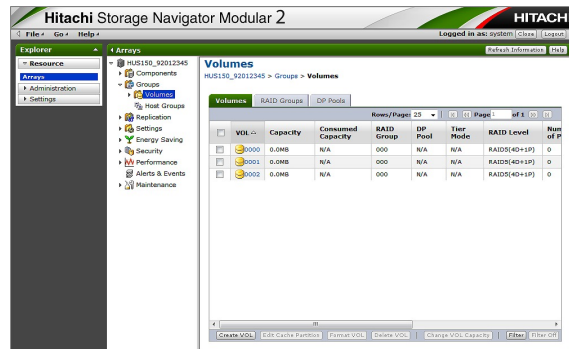 Hitachi Storage Navigator Modular 2
HITACH
File Go Help
Logged in as: system Close Logout
Explorer
Arrays
Refresh Information Help
Resource
Arrays
Administration
Settings
HUS150_92012345
Components
Groups
Volumes
Host Groups
Replication
Settings
Energy Saving
Security
Performance
Alerts & Events
Maintenance
Volumes
HUS150_92012345 > Groups > Volumes
Volumes RAID Groups DP Pools
Rows/Page: 25 Page 1 of 1
VOL Capacity Consumed Capacity RAID Group DP Pool Tier Mode RAID Level Num of P
0000 0.0MB N/A 000 N/A N/A RAID5(4D+1P) 0
0001 0.0MB N/A 000 N/A N/A RAID5(4D+1P) 0
0002 0.0MB N/A 000 N/A N/A RAID5(4D+1P) 0
Create VOL Edit Cache Partition Format VOL Delete VOL Change VOL Capacity Filter Filter Off